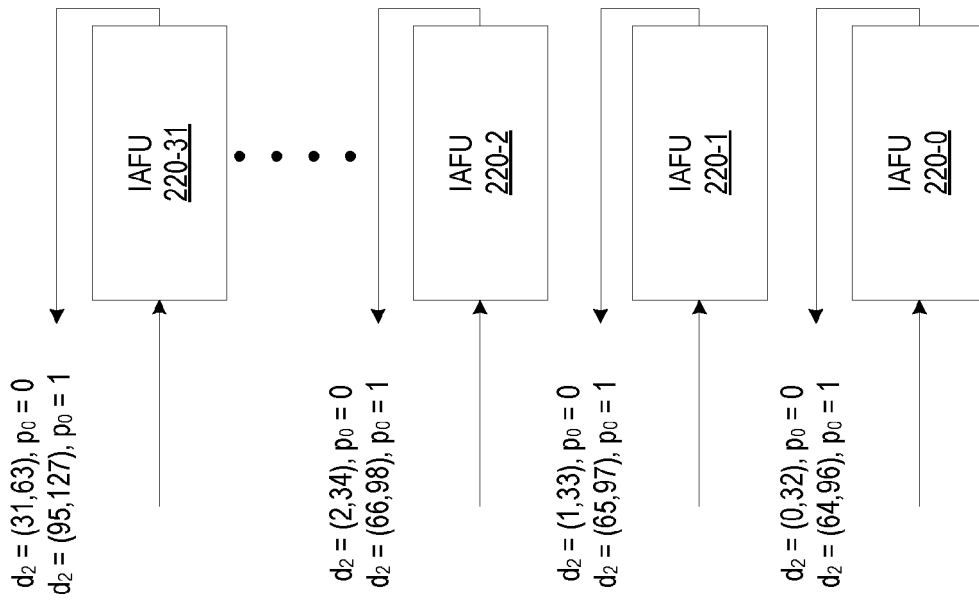 IAFU
220-31
d₂ = (31,63), p₀ = 0
d₂ = (95,127), p₀ = 1
IAFU
220-2
d₂ = (2,34), p₀ = 0
d₂ = (66,98), p₀ = 1
IAFU
220-1
d₂ = (1,33), p₀ = 0
d₂ = (65,97), p₀ = 1
IAFU
220-0
d₂ = (0,32), p₀ = 0
d₂ = (64,96), p₀ = 1